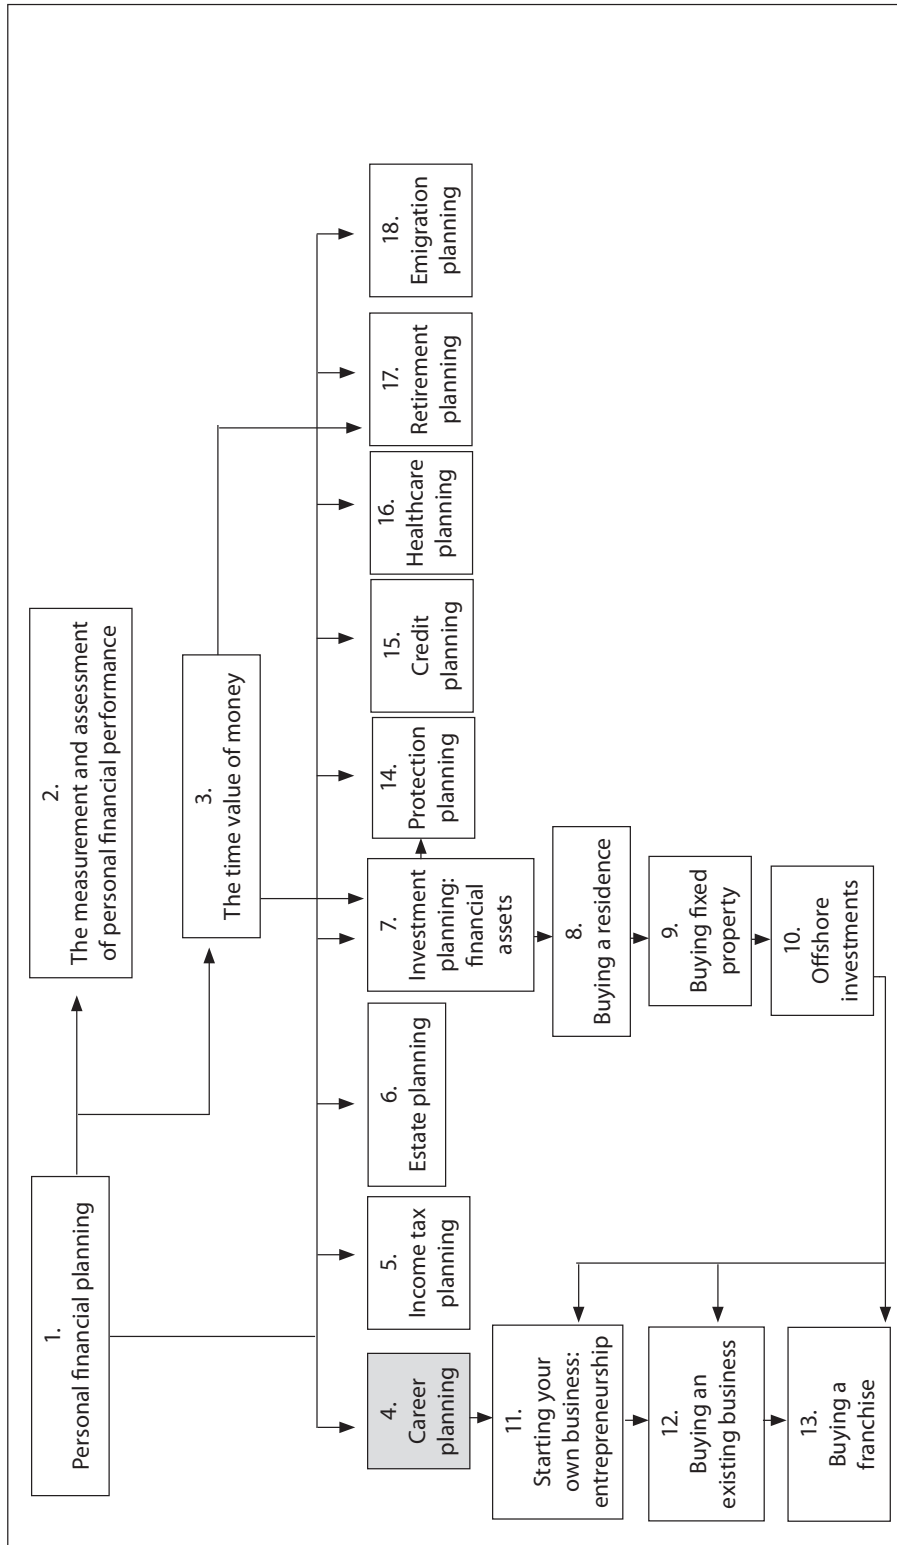 1.
Personal financial planning
2.
The measurement and assessment
of personal financial performance
3.
The time value of money
4.
Career
planning
5.
Income tax
planning
6.
Estate planning
7.
Investment
planning:
financial
assets
8.
Buying a residence
9.
Buying fixed
property
10.
Offshore
investments
11.
Starting your
own business:
entrepreneurship
12.
Buying an
existing business
13.
Buying a
franchise
14.
Protection
planning
15.
Credit
planning
16.
Healthcare
planning
17.
Retirement
planning
18.
Emigration
planning